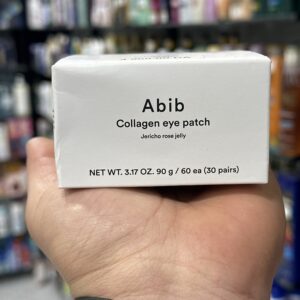 Abib
Collagen eye patch
Jericho rose jelly
NET WT. 3.17 OZ. 90 g / 60 ea (30 pairs)